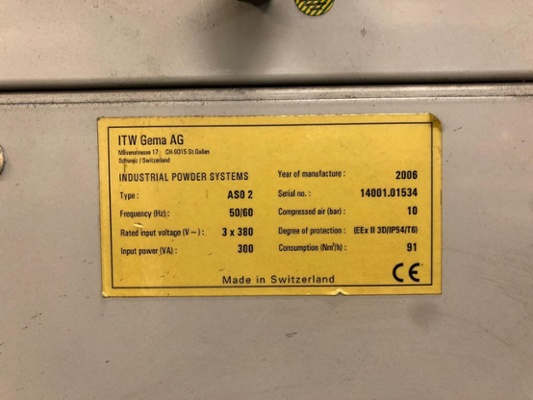 ITW Gema AG
Mövenstrasse 17 CH-9015 St.Gallen
Schweiz / Switzerland
INDUSTRIAL POWDER SYSTEMS
Type : AS0 2
Frequency (Hz) : 50/60
Rated input voltage (V~) : 3 x 380
Input power (VA) : 300
Year of manufacture : 2006
Serial no. : 14001.01534
Compressed air (bar) : 10
Degree of protection : (EEx II 3D/IP54/T6)
Consumption (Nm³/h) : 91
Made in Switzerland
CE